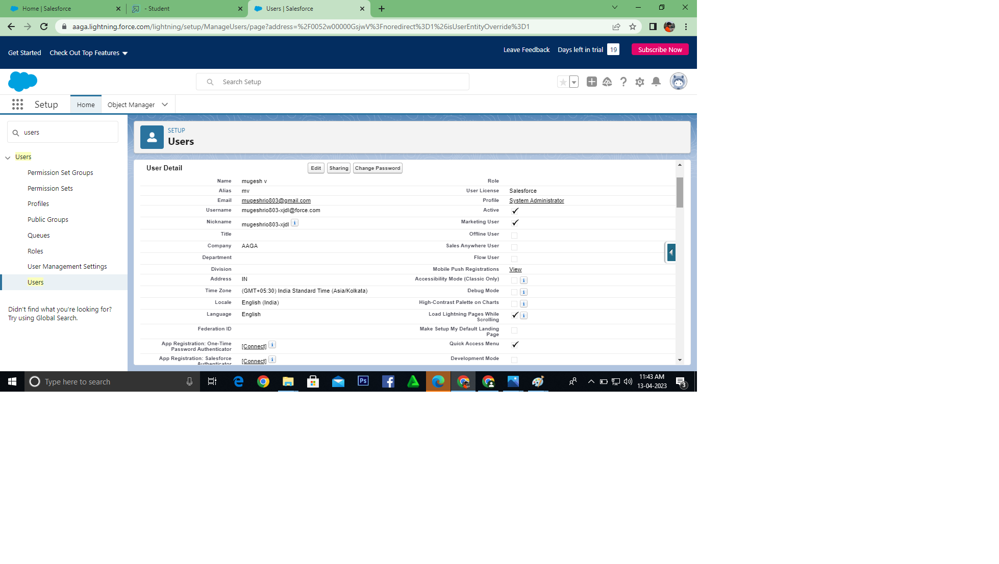 Home | Salesforce
- Student
Users | Salesforce
aaga.lightning.force.com/lightning/setup/ManageUsers/page?address=%2F0052w00000GsjwV%3Fnoredirect%3D1%26isUserEntityOverride%3D1
Get Started
Check Out Top Features
Leave Feedback
Days left in trial
19
Subscribe Now
Search Setup
Setup
Home
Object Manager
users
Users
Permission Set Groups
Permission Sets
Profiles
Public Groups
Queues
Roles
User Management Settings
Users
Didn't find what you're looking for?
Try using Global Search.
SETUP
Users
User Detail
Edit
Sharing
Change Password
Name mugesh v
Role
Alias mv
User License Salesforce
Email mugeshrio803@gmail.com
Profile System Administrator
Username mugeshrio803-xjdl@force.com
Active
Nickname mugeshrio803-xjdl i
Marketing User
Title
Offline User
Company AAGA
Sales Anywhere User
Department
Flow User
Division
Mobile Push Registrations View
Address IN
Accessibility Mode (Classic Only) i
Time Zone (GMT+05:30) India Standard Time (Asia/Kolkata)
Debug Mode i
Locale English (India)
High-Contrast Palette on Charts i
Language English
Load Lightning Pages While
Scrolling i
Federation ID
Make Setup My Default Landing
Page
App Registration: One-Time
Password Authenticator [Connect] i
Quick Access Menu
App Registration: Salesforce
Authenticator [Connect] i
Development Mode
Type here to search
Ps
11:43 AM
13-04-2023
3